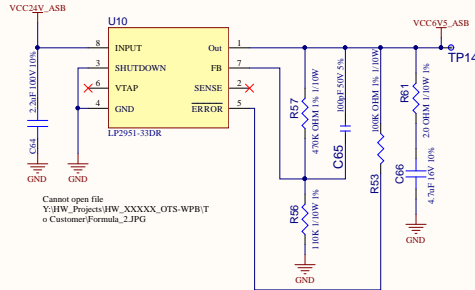 VCC24V_ASB
VCC6V5_ASB
U10
TP14
8 INPUT Out 1
3 SHUTDOWN FB 7
6 VTAP SENSE 2
4 GND ERROR 5
LP2951-33DR
2.2uF 100V 10%
C64
GND
GND
R57
470K OHM 1% 1/10W
100pF 50V 5%
C65
100K OHM 1% 1/10W
R53
R61
2.0 OHM 1/10W 1%
C66
4.7uF 16V 10%
GND
R56
110K 1/10W 1%
GND
Cannot open file
Y:\HW_Projects\HW_XXXXX_OTS-WPB\T
o Customer\Formula_2.JPG